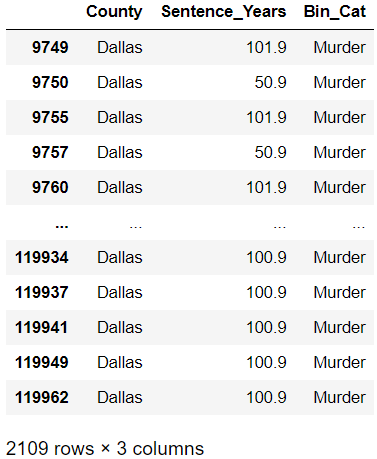 County Sentence_Years Bin_Cat
9749 Dallas 101.9 Murder
9750 Dallas 50.9 Murder
9755 Dallas 101.9 Murder
9757 Dallas 50.9 Murder
9760 Dallas 101.9 Murder
... ... ... ...
119934 Dallas 100.9 Murder
119937 Dallas 100.9 Murder
119941 Dallas 100.9 Murder
119949 Dallas 100.9 Murder
119962 Dallas 100.9 Murder
2109 rows × 3 columns